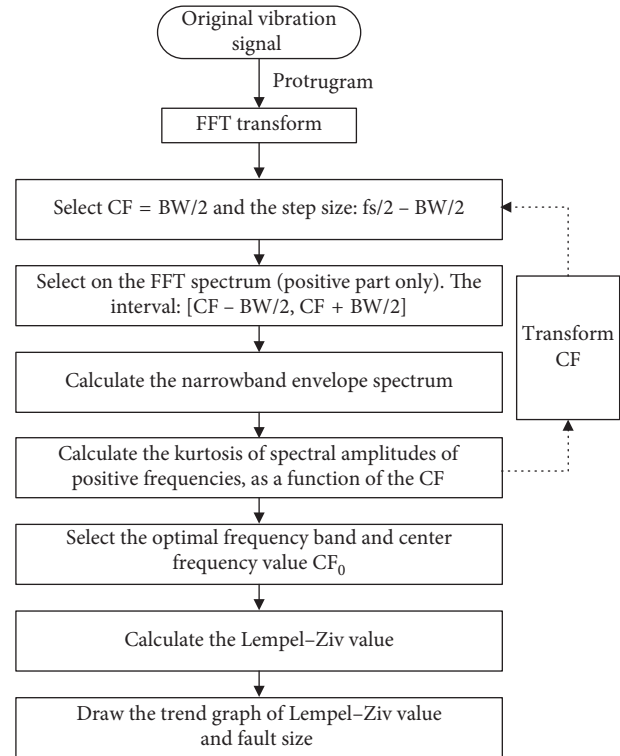 Original vibration
signal
Protrugram
FFT transform
Select CF = BW/2 and the step size: fs/2 – BW/2
Select on the FFT spectrum (positive part only). The
interval: [CF – BW/2, CF + BW/2]
Transform
CF
Calculate the narrowband envelope spectrum
Calculate the kurtosis of spectral amplitudes of
positive frequencies, as a function of the CF
Select the optimal frequency band and center
frequency value CF₀
Calculate the Lempel–Ziv value
Draw the trend graph of Lempel–Ziv value
and fault size